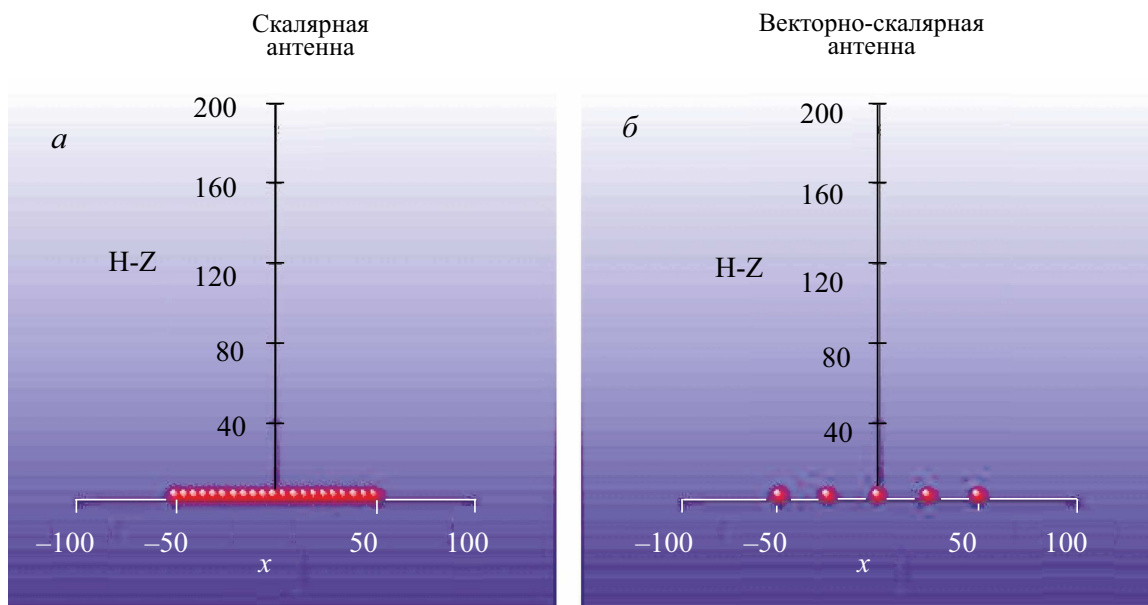 Скалярная
антенна
Векторно-скалярная
антенна
а
200
160
H-Z
120
80
40
–100
–50
50
100
x
б
200
160
H-Z
120
80
40
–100
–50
50
100
x